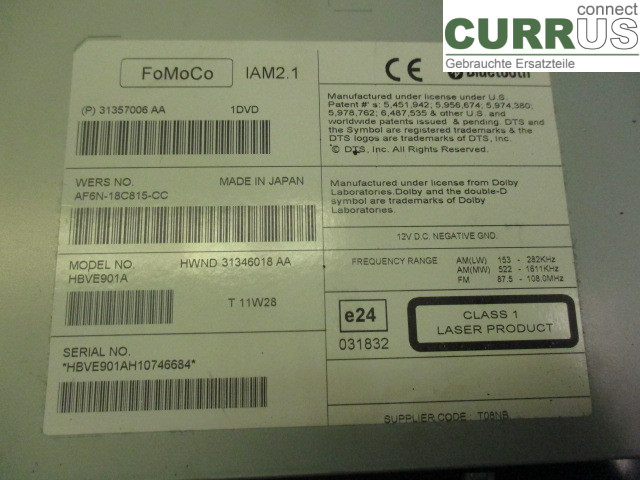 connect
CURRUS
Gebrauchte Ersatzteile
FoMoCo IAM2.1
(P) 31357006 AA 1DVD
WERS NO. MADE IN JAPAN
AF6N-18C815-CC
MODEL NO. HWND 31346018 AA
HBVE901A
T 11W28
SERIAL NO.
*HBVE901AH10746684*
CE Bluetooth
Manufactured under license under U.S.
Patent #' s: 5,451,942; 5,956,674; 5,974,380;
5,978,762; 6,487,535 & other U.S. and
worldwide patents issued & pending. DTS and
the Symbol are registered trademarks & the
DTS logos are trademarks of DTS, Inc.
© DTS, Inc. All Rights Reserved.
Manufactured under license from Dolby
Laboratories. Dolby and the double-D
symbol are trademarks of Dolby
Laboratories.
12V D.C. NEGATIVE GND.
FREQUENCY RANGE AM(LW) 153 - 282KHz
AM(MW) 522 - 1611KHz
FM 87.5 - 108.0MHz
e24
031832
CLASS 1
LASER PRODUCT
SUPPLIER CODE : T08NB